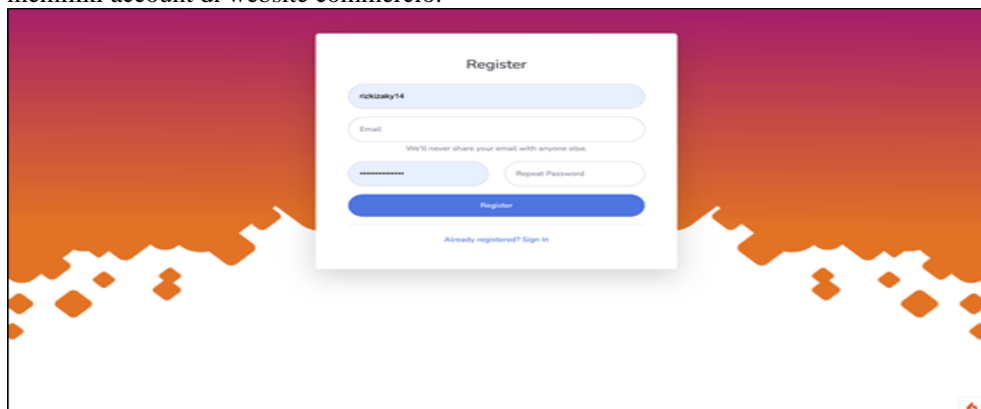 memiliki account di website commercio.
Register
rizkizaky14
Email
We'll never share your email with anyone else.
Repeat Password
Register
Already registered? Sign In